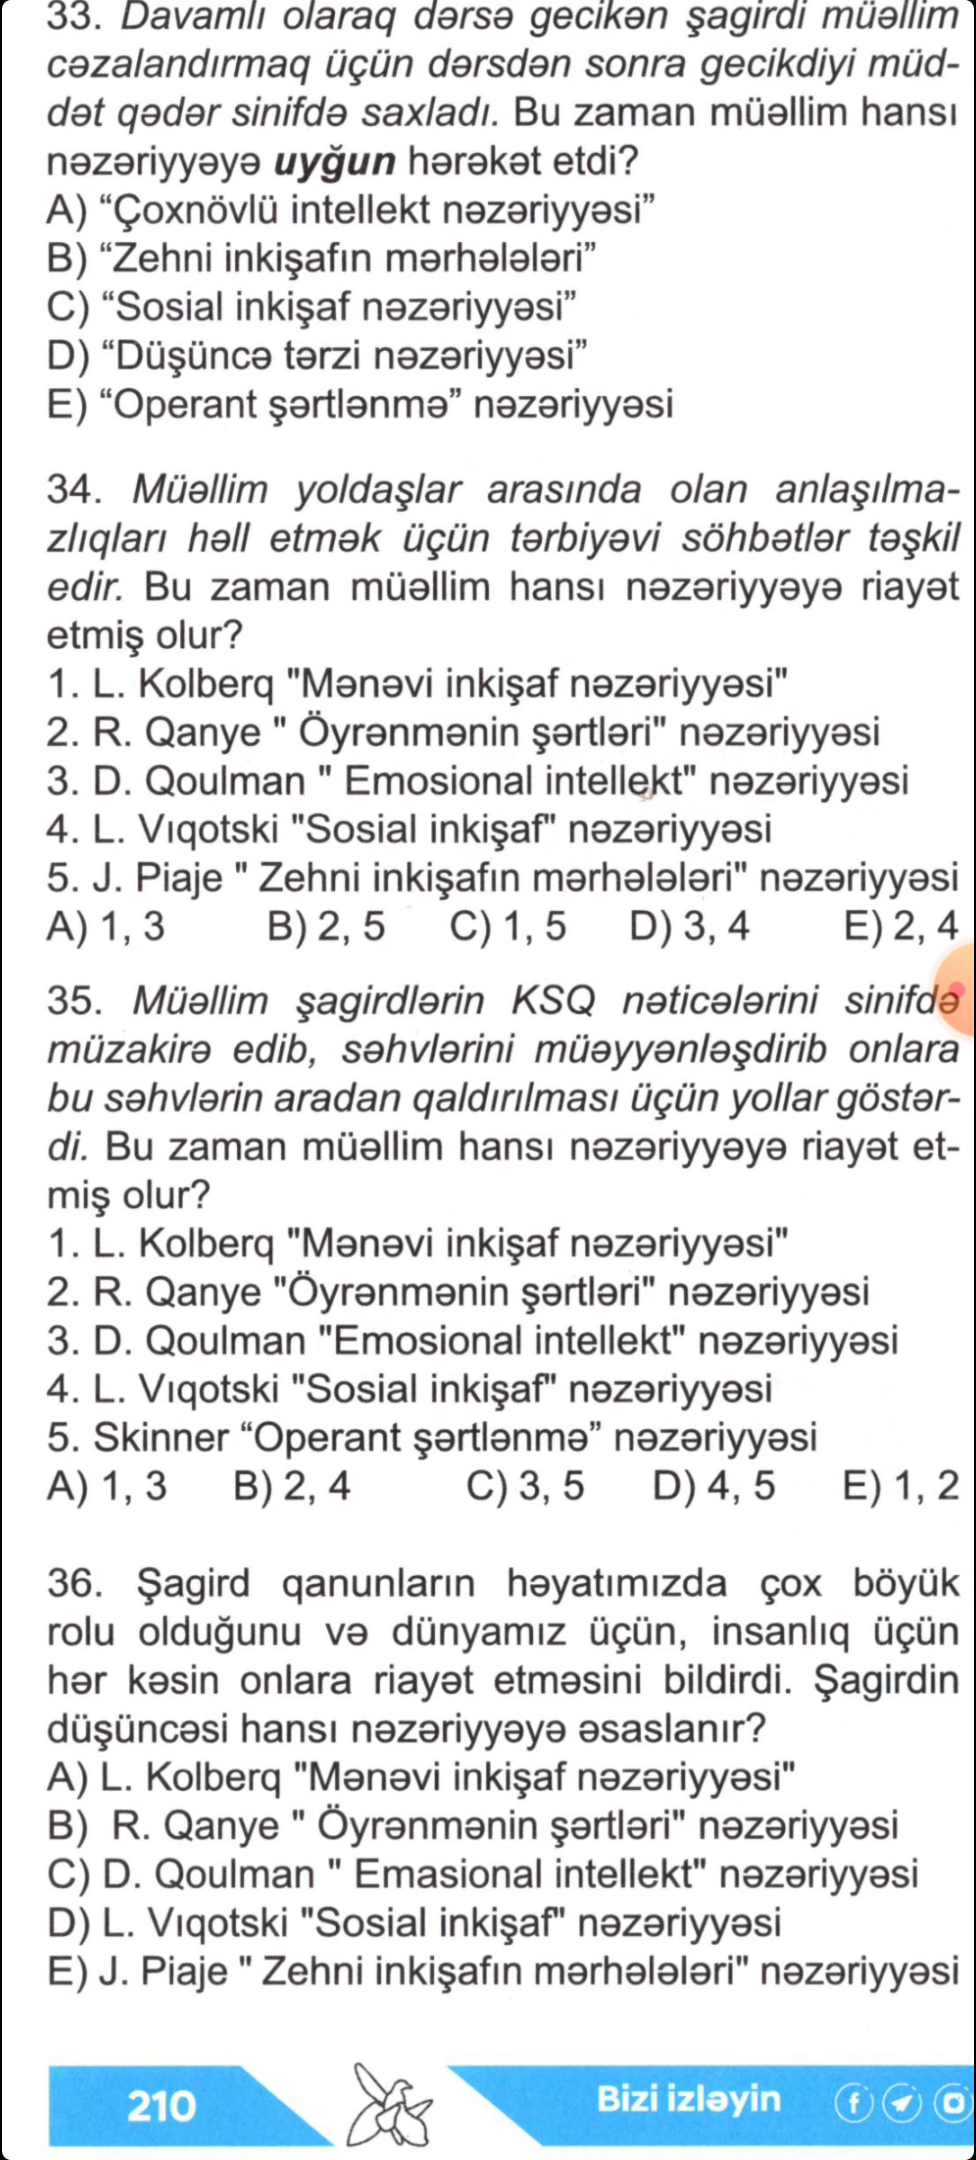 33. Davamlı olaraq dərsə gecikən şagirdi müəllim
cəzalandırmaq üçün dərsdən sonra gecikdiyi müd-
dət qədər sinifdə saxladı. Bu zaman müəllim hansı
nəzəriyyəyə uyğun hərəkət etdi?
A) “Çoxnövlü intellekt nəzəriyyəsi”
B) “Zehni inkişafın mərhələləri”
C) “Sosial inkişaf nəzəriyyəsi”
D) “Düşüncə tərzi nəzəriyyəsi”
E) “Operant şərtlənmə” nəzəriyyəsi
34. Müəllim yoldaşlar arasında olan anlaşılma-
zlıqları həll etmək üçün tərbiyəvi söhbətlər təşkil
edir. Bu zaman müəllim hansı nəzəriyyəyə riayət
etmiş olur?
1. L. Kolberq "Mənəvi inkişaf nəzəriyyəsi"
2. R. Qanye " Öyrənmənin şərtləri" nəzəriyyəsi
3. D. Qoulman " Emosional intellekt" nəzəriyyəsi
4. L. Vıqotski "Sosial inkişaf" nəzəriyyəsi
5. J. Piaje " Zehni inkişafın mərhələləri" nəzəriyyəsi
A) 1, 3 B) 2, 5 C) 1, 5 D) 3, 4 E) 2, 4
35. Müəllim şagirdlərin KSQ nəticələrini sinifdə
müzakirə edib, səhvlərini müəyyənləşdirib onlara
bu səhvlərin aradan qaldırılması üçün yollar göstər-
di. Bu zaman müəllim hansı nəzəriyyəyə riayət et-
miş olur?
1. L. Kolberq "Mənəvi inkişaf nəzəriyyəsi"
2. R. Qanye "Öyrənmənin şərtləri" nəzəriyyəsi
3. D. Qoulman "Emosional intellekt" nəzəriyyəsi
4. L. Vıqotski "Sosial inkişaf" nəzəriyyəsi
5. Skinner “Operant şərtlənmə” nəzəriyyəsi
A) 1, 3 B) 2, 4 C) 3, 5 D) 4, 5 E) 1, 2
36. Şagird qanunların həyatımızda çox böyük
rolu olduğunu və dünyamız üçün, insanlıq üçün
hər kəsin onlara riayət etməsini bildirdi. Şagirdin
düşüncəsi hansı nəzəriyyəyə əsaslanır?
A) L. Kolberq "Mənəvi inkişaf nəzəriyyəsi"
B) R. Qanye " Öyrənmənin şərtləri" nəzəriyyəsi
C) D. Qoulman " Emasional intellekt" nəzəriyyəsi
D) L. Vıqotski "Sosial inkişaf" nəzəriyyəsi
E) J. Piaje " Zehni inkişafın mərhələləri" nəzəriyyəsi
210
Bizi izləyin